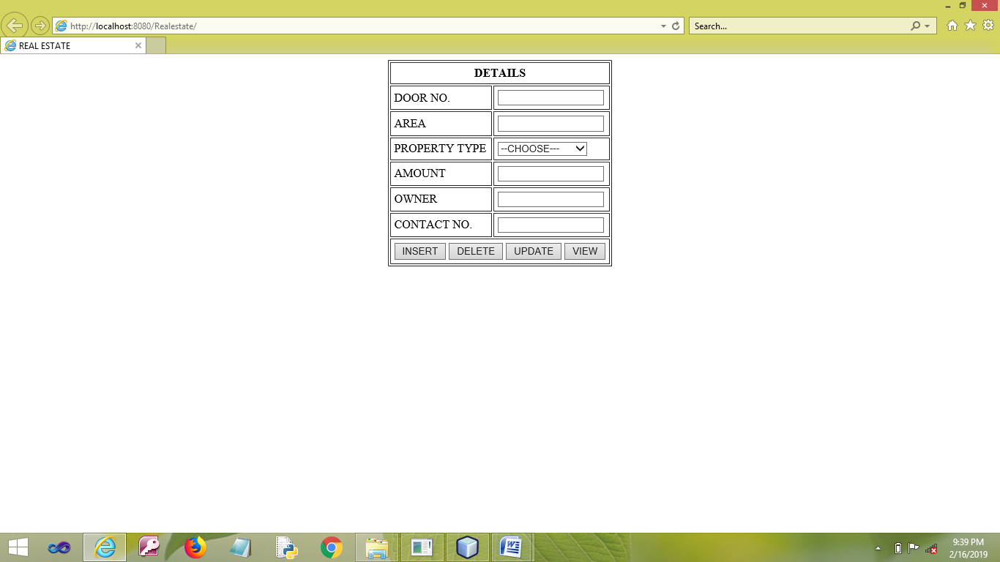 http://localhost:8080/Realestate/
Search...
REAL ESTATE
DETAILS
DOOR NO.
AREA
PROPERTY TYPE --CHOOSE---
AMOUNT
OWNER
CONTACT NO.
INSERT DELETE UPDATE VIEW
9:39 PM
2/16/2019